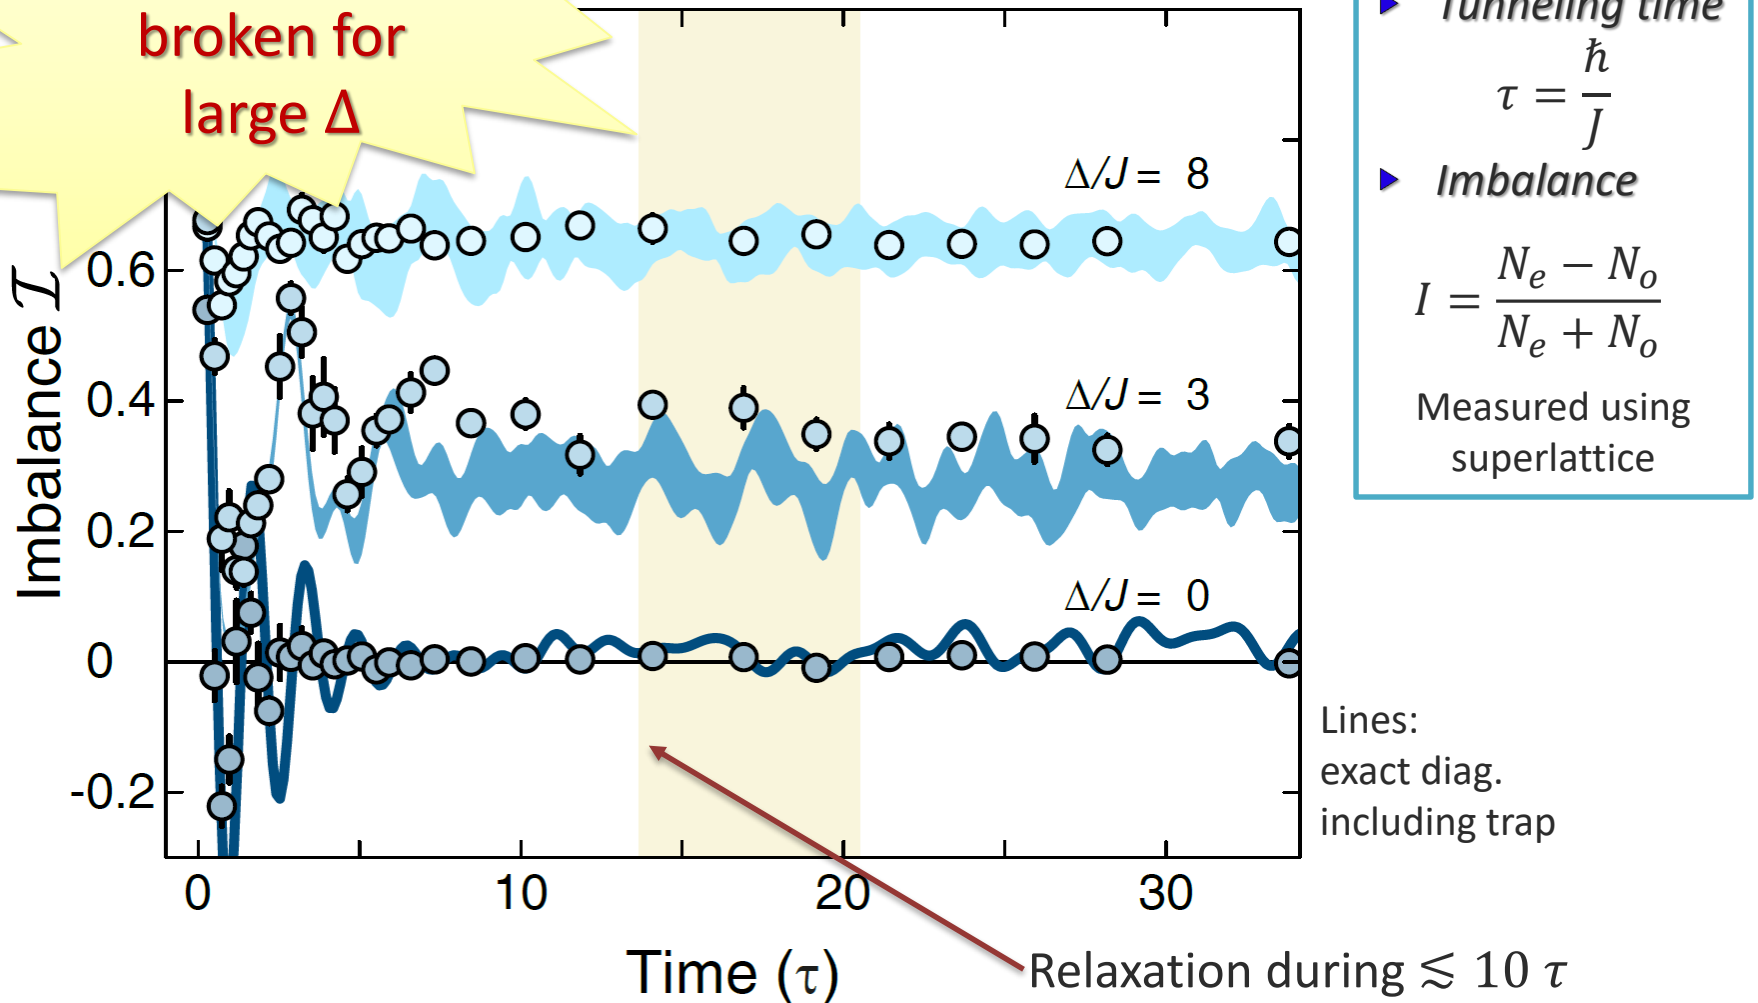 broken for
large Δ
Tunneling time
τ = ħ / J
Imbalance
I = (N_e − N_o) / (N_e + N_o)
Measured using
superlattice
Δ/J = 8
Δ/J = 3
Δ/J = 0
Imbalance ℐ
0.6
0.4
0.2
0
-0.2
0
10
20
30
Time (τ)
Lines:
exact diag.
including trap
Relaxation during ≲ 10 τ